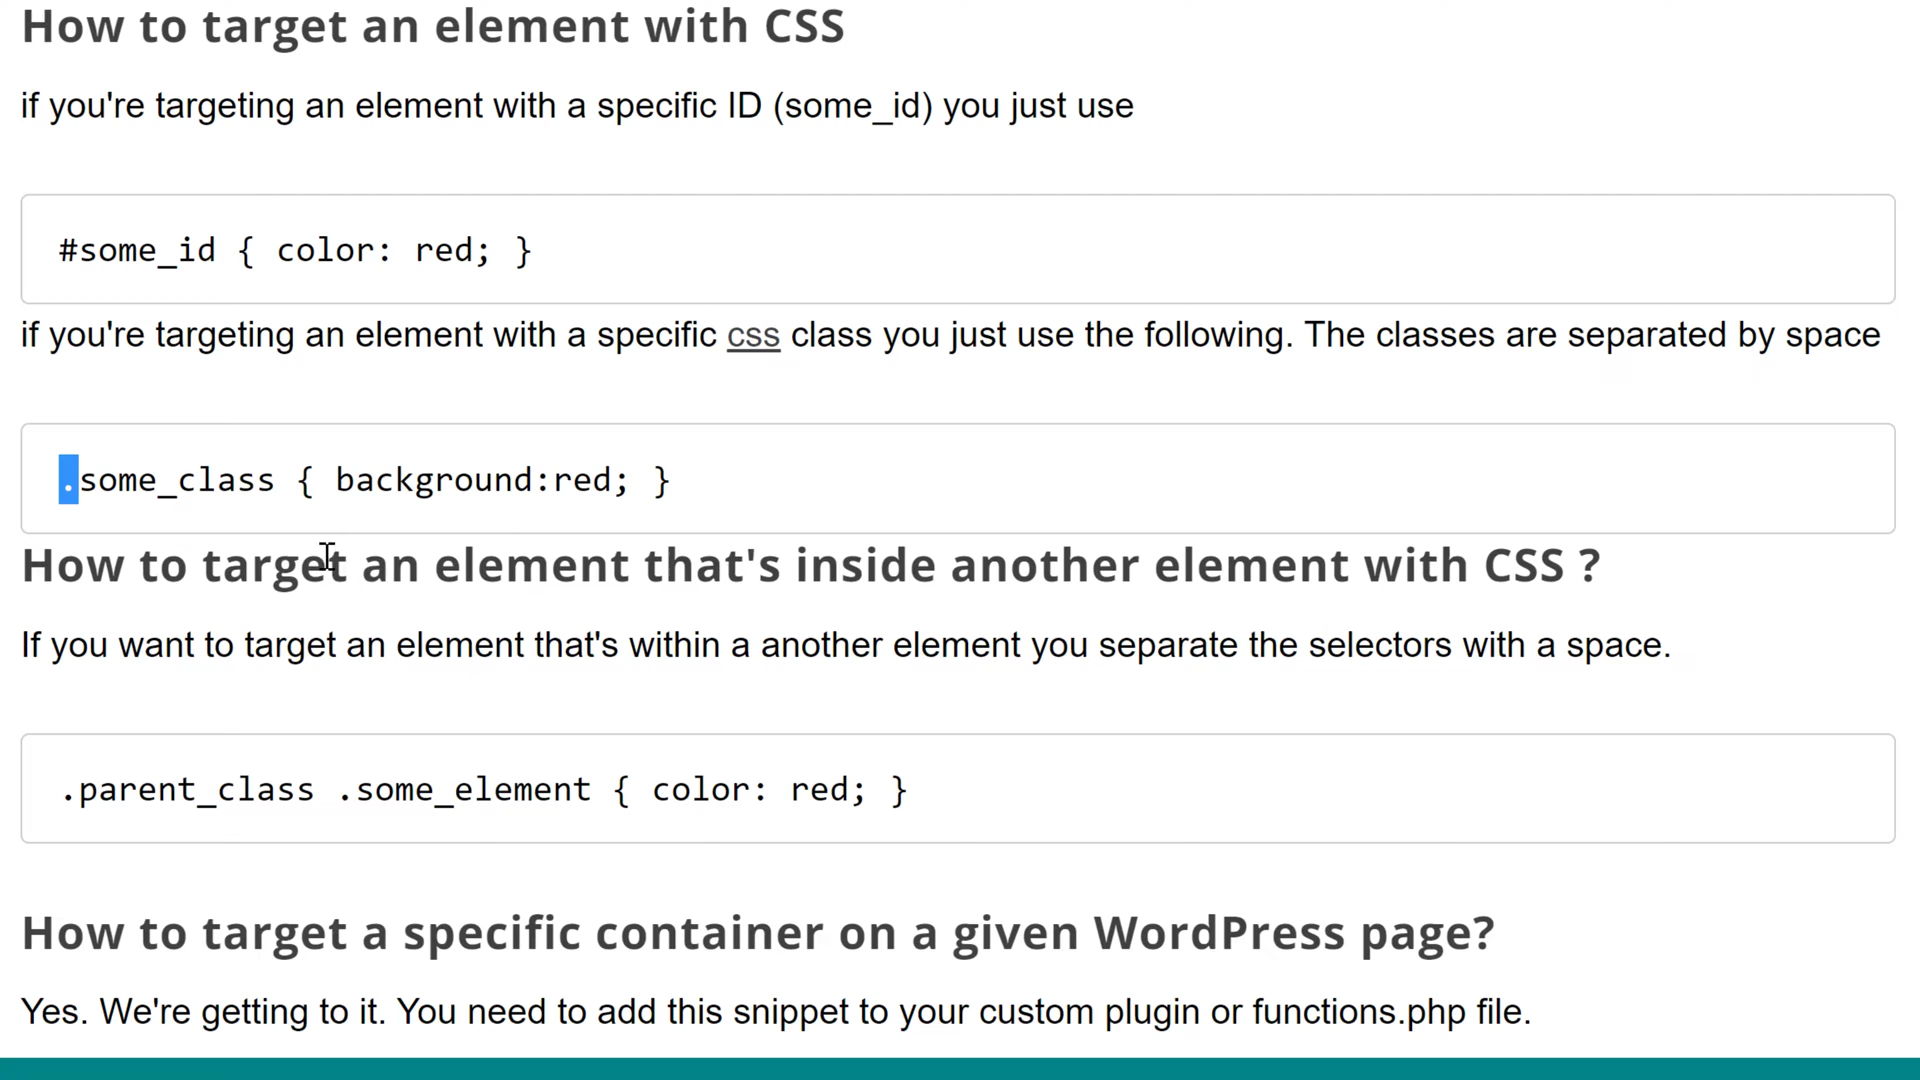 How to target an element with CSS
if you're targeting an element with a specific ID (some_id) you just use
#some_id { color: red; }
if you're targeting an element with a specific css class you just use the following. The classes are separated by space
.some_class { background:red; }
How to target an element that's inside another element with CSS ?
If you want to target an element that's within a another element you separate the selectors with a space.
.parent_class .some_element { color: red; }
How to target a specific container on a given WordPress page?
Yes. We're getting to it. You need to add this snippet to your custom plugin or functions.php file.